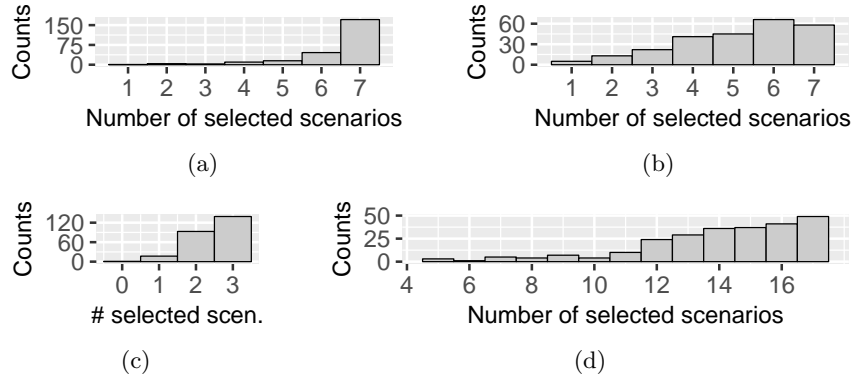 Counts
150
75
0
1 2 3 4 5 6 7
Number of selected scenarios
(a)
Counts
60
30
0
1 2 3 4 5 6 7
Number of selected scenarios
(b)
Counts
120
60
0
0 1 2 3
# selected scen.
(c)
Counts
50
25
0
4 6 8 10 12 14 16
Number of selected scenarios
(d)